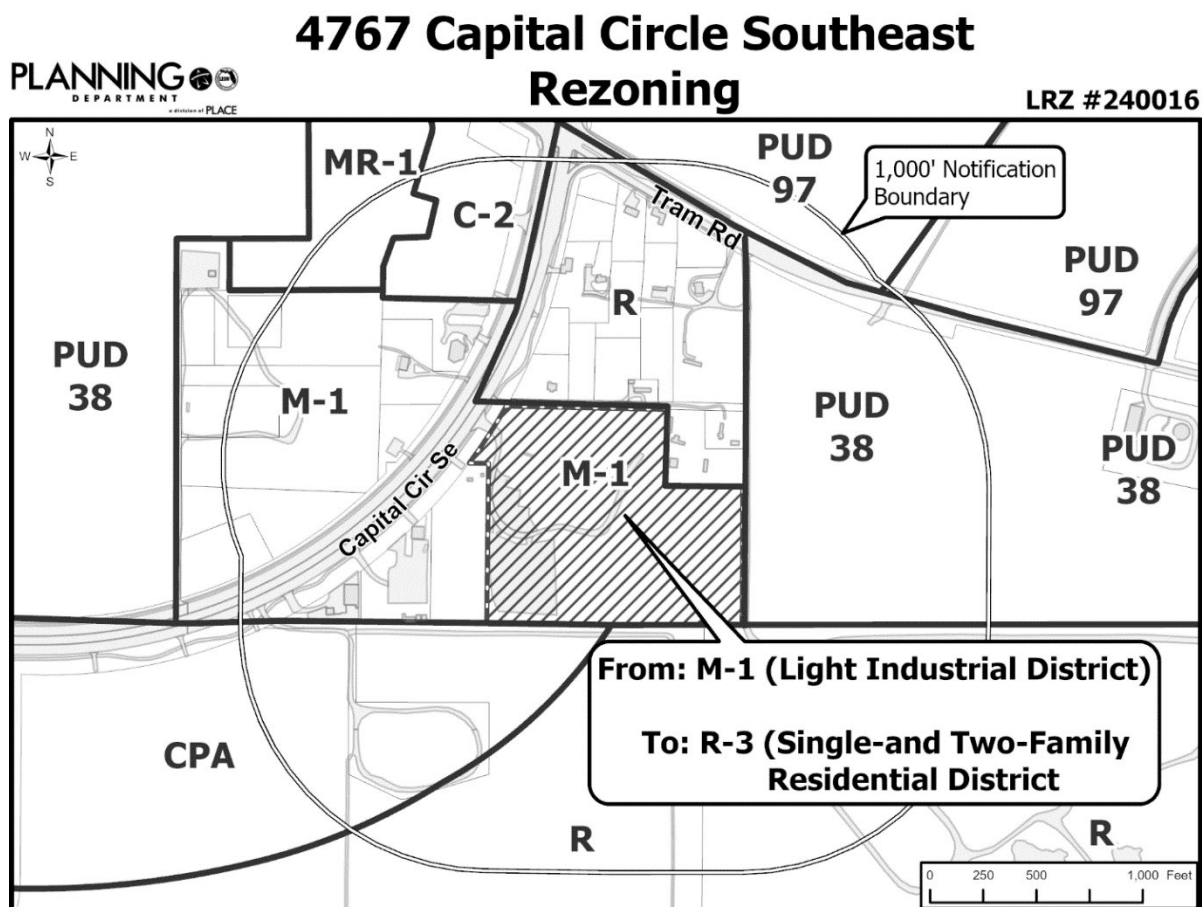 4767 Capital Circle Southeast
Rezoning
PLANNING
DEPARTMENT
a division of PLACE
LRZ #240016
N
W E
S
MR-1
C-2
PUD
97
1,000' Notification
Boundary
Tram Rd
PUD
97
R
PUD
38
M-1
PUD
38
PUD
38
M-1
Capital Cir Se
From: M-1 (Light Industrial District)
To: R-3 (Single-and Two-Family
Residential District
CPA
R
R
0 250 500 1,000 Feet